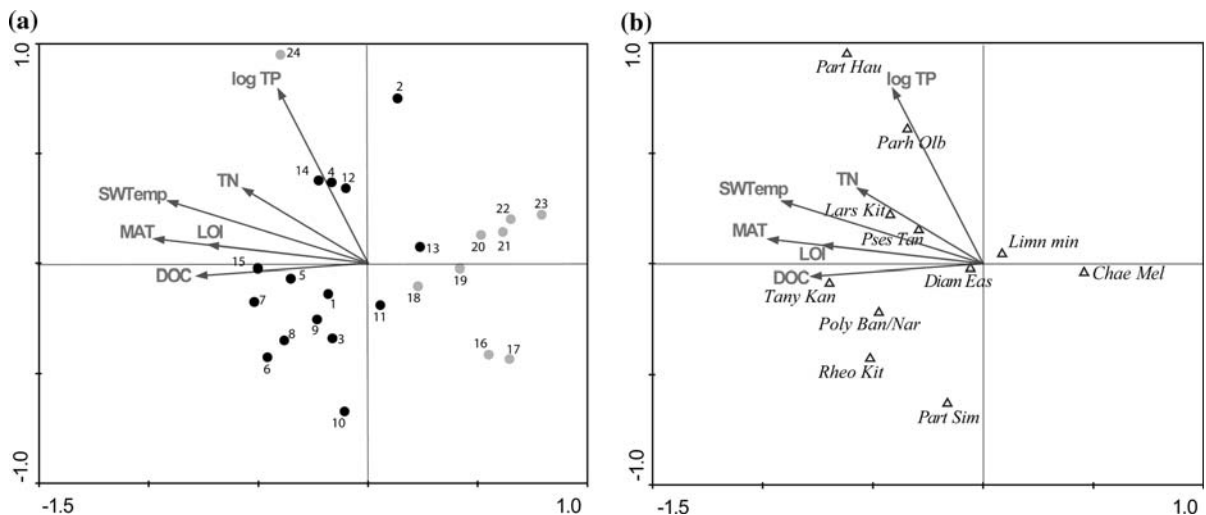 (a)
1.0
24
log TP
2
14
4
12
TN
SWTemp
MAT
LOI
22
23
20
21
13
DOC
15
5
19
18
7
1
11
9
8
3
6
16
17
10
-1.0
-1.5
1.0
(b)
1.0
Part Hau
log TP
Parh Olb
TN
SWTemp
Lars Kit
MAT
Pses Tan
LOI
Limn min
DOC
Diam Eas
Chae Mel
Tany Kan
Poly Ban/Nar
Rheo Kit
Part Sim
-1.0
-1.5
1.0